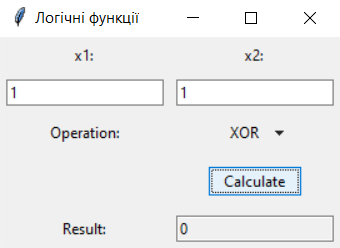 Логічні функції
x1: x2:
1 1
Operation: XOR
Calculate
Result: 0